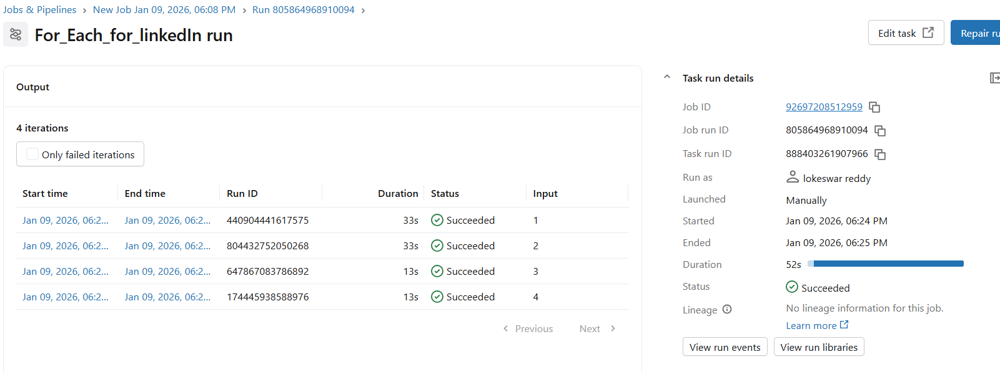 Jobs & Pipelines › New Job Jan 09, 2026, 06:08 PM › Run 805864968910094 ›
For_Each_for_linkedIn run
Edit task
Repair ru
Output
4 iterations
Only failed iterations
Start time End time Run ID Duration Status Input
Jan 09, 2026, 06:2... Jan 09, 2026, 06:2... 440904441617575 33s Succeeded 1
Jan 09, 2026, 06:2... Jan 09, 2026, 06:2... 804432752050268 33s Succeeded 2
Jan 09, 2026, 06:2... Jan 09, 2026, 06:2... 647867083786892 13s Succeeded 3
Jan 09, 2026, 06:2... Jan 09, 2026, 06:2... 174445938588976 13s Succeeded 4
Previous Next
Task run details
Job ID 92697208512959
Job run ID 805864968910094
Task run ID 888403261907966
Run as lokeswar reddy
Launched Manually
Started Jan 09, 2026, 06:24 PM
Ended Jan 09, 2026, 06:25 PM
Duration 52s
Status Succeeded
Lineage No lineage information for this job.
Learn more
View run events View run libraries